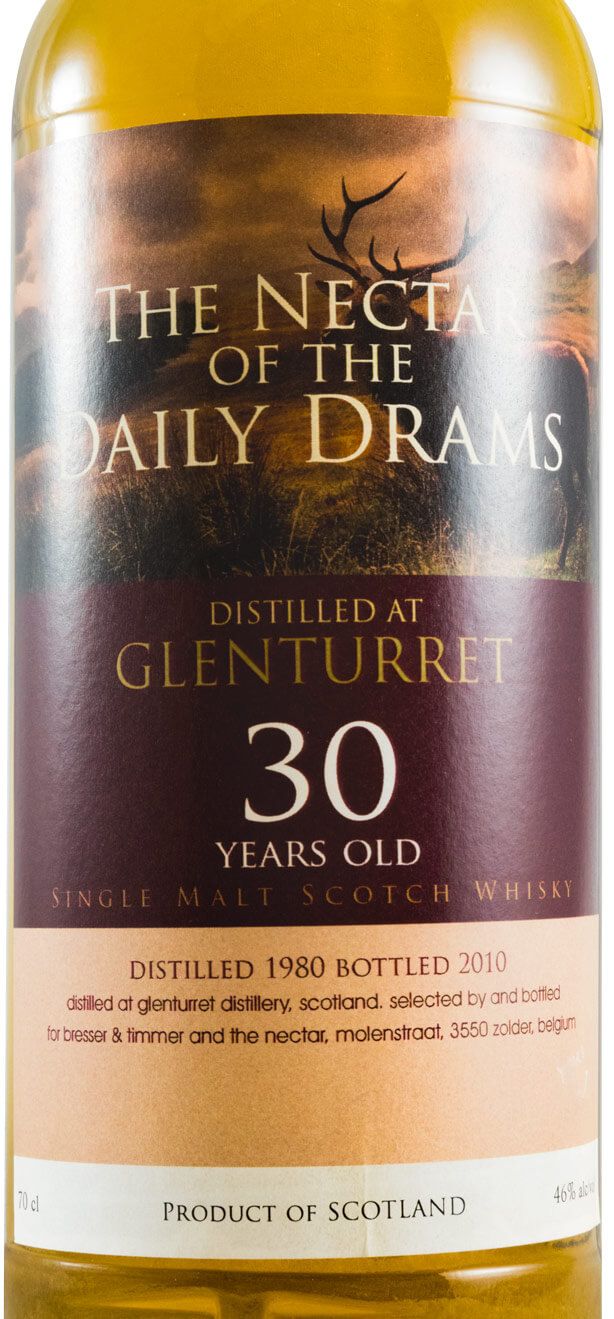 The Nectar
of the
Daily Drams
Distilled at
Glenturret
30
Years Old
Single Malt Scotch Whisky
Distilled 1980 Bottled 2010
distilled at glenturret distillery, scotland. selected by and bottled
for bresser & timmer and the nectar, molenstraat, 3550 zolder, belgium
70 cl
Product of Scotland
46% alc/vol